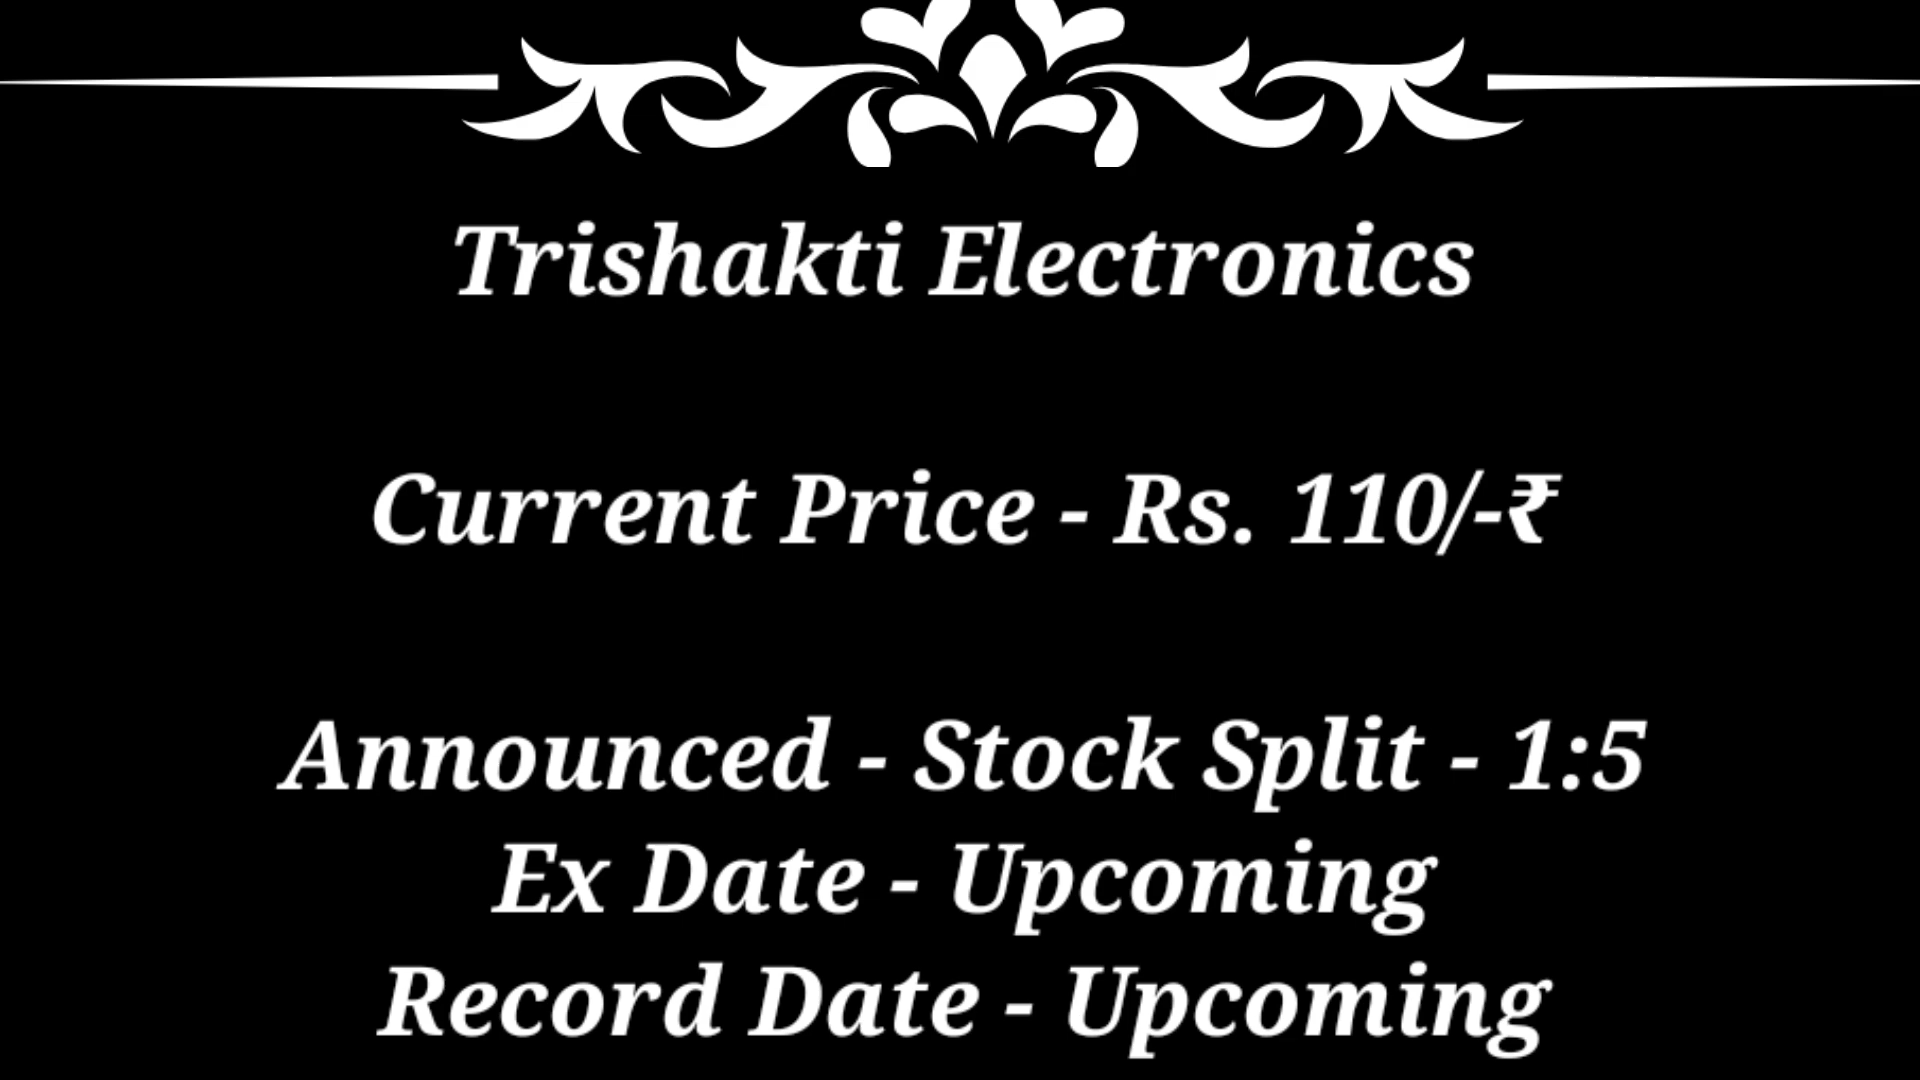 Trishakti Electronics
Current Price - Rs. 110/-₹
Announced - Stock Split - 1:5
Ex Date - Upcoming
Record Date - Upcoming